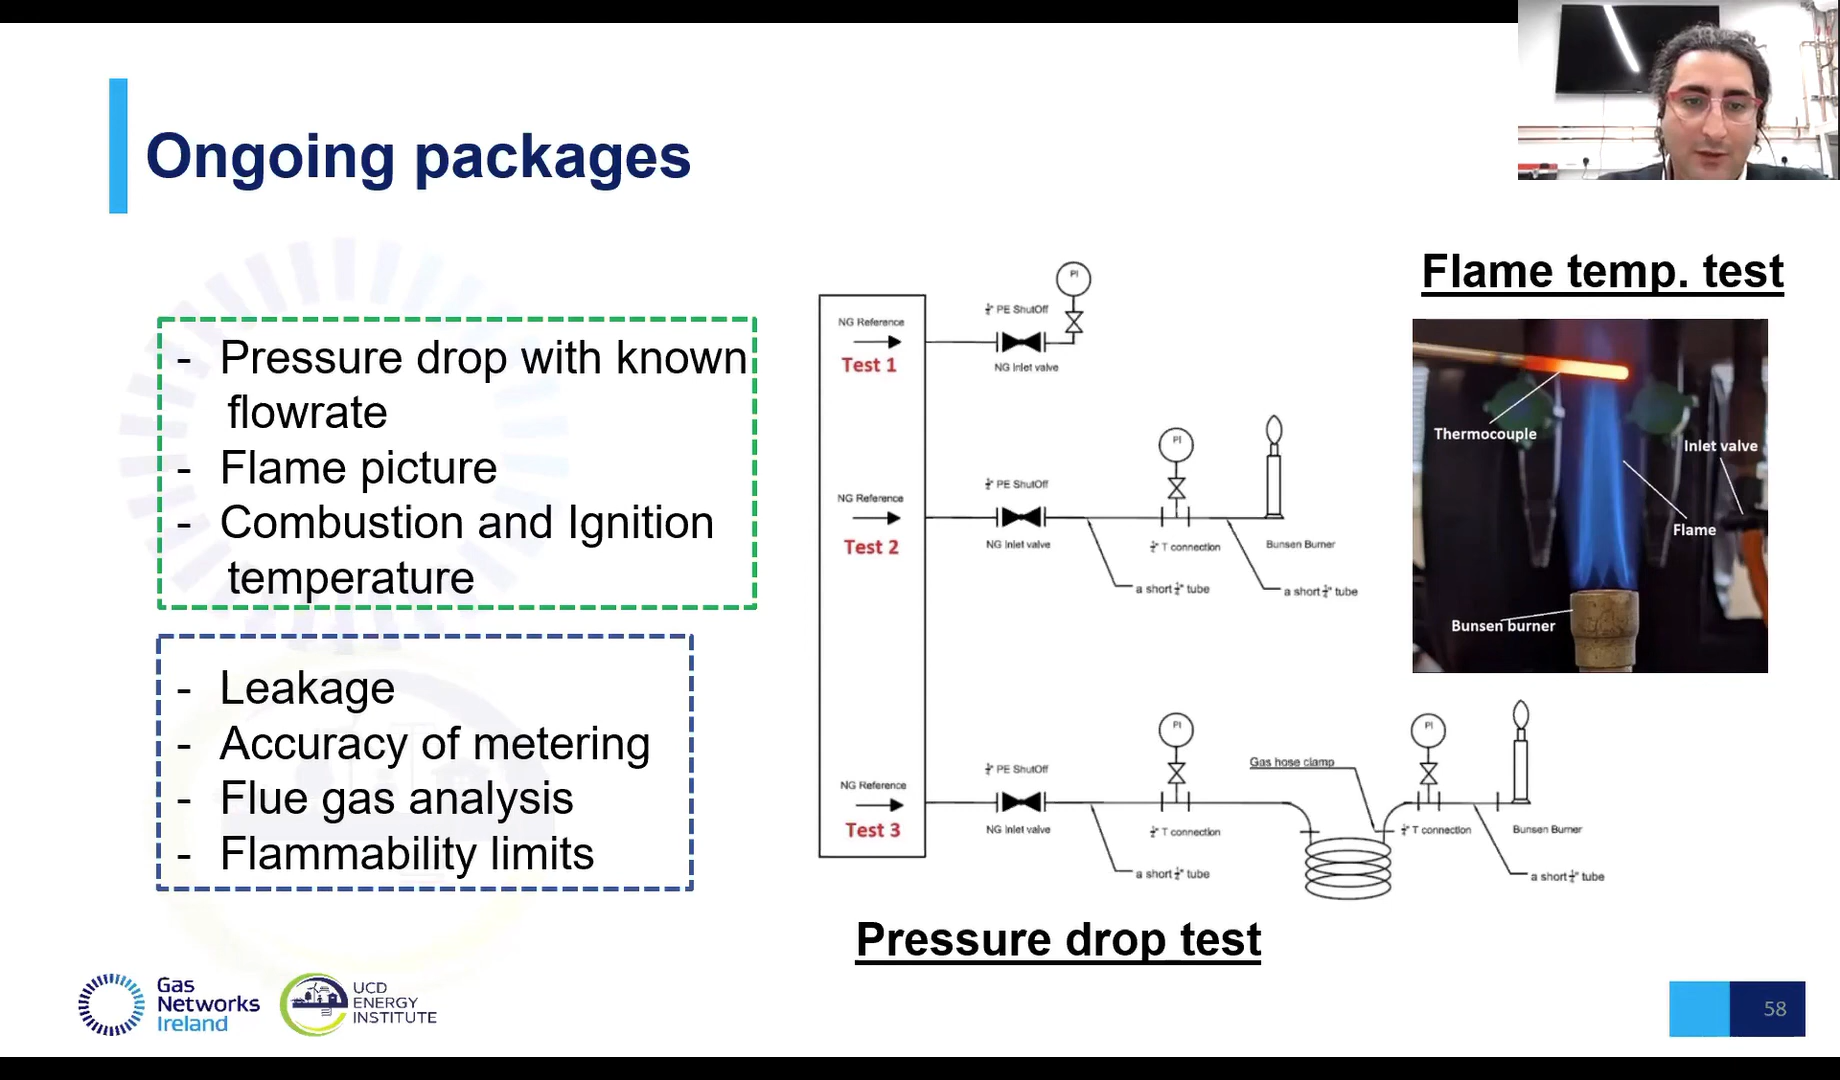 Ongoing packages
- Pressure drop with known
flowrate
- Flame picture
- Combustion and Ignition
temperature
- Leakage
- Accuracy of metering
- Flue gas analysis
- Flammability limits
NG Reference
Test 1
½" PE ShutOff
NG Inlet valve
PI
NG Reference
Test 2
½" PE ShutOff
NG Inlet valve
PI
½" T connection
Bunsen Burner
a short ½" tube
a short ½" tube
NG Reference
Test 3
½" PE ShutOff
NG Inlet valve
PI
½" T connection
a short ½" tube
Gas hose clamp
PI
½" T connection
Bunsen Burner
a short ½" tube
Pressure drop test
Flame temp. test
Thermocouple
Inlet valve
Flame
Bunsen burner
Gas
Networks
Ireland
UCD
ENERGY
INSTITUTE
58